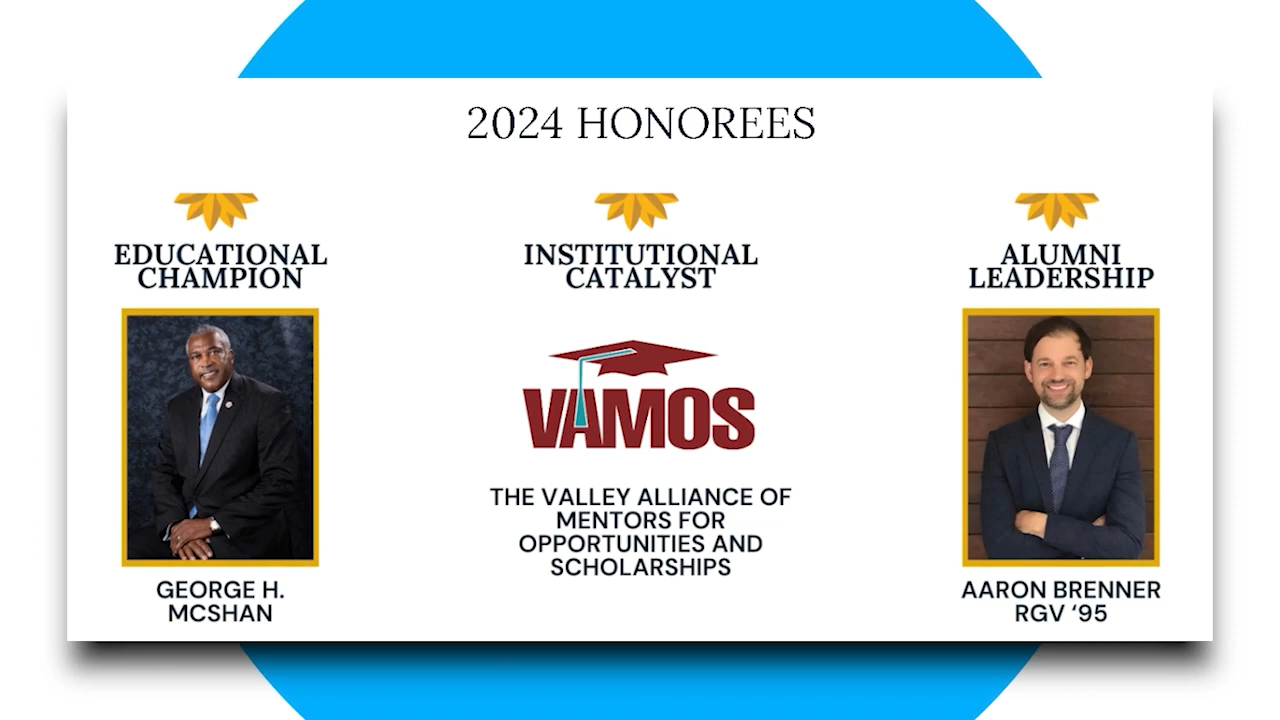 2024 HONOREES
EDUCATIONAL
CHAMPION
GEORGE H.
MCSHAN
INSTITUTIONAL
CATALYST
VAMOS
THE VALLEY ALLIANCE OF
MENTORS FOR
OPPORTUNITIES AND
SCHOLARSHIPS
ALUMNI
LEADERSHIP
AARON BRENNER
RGV ‘95